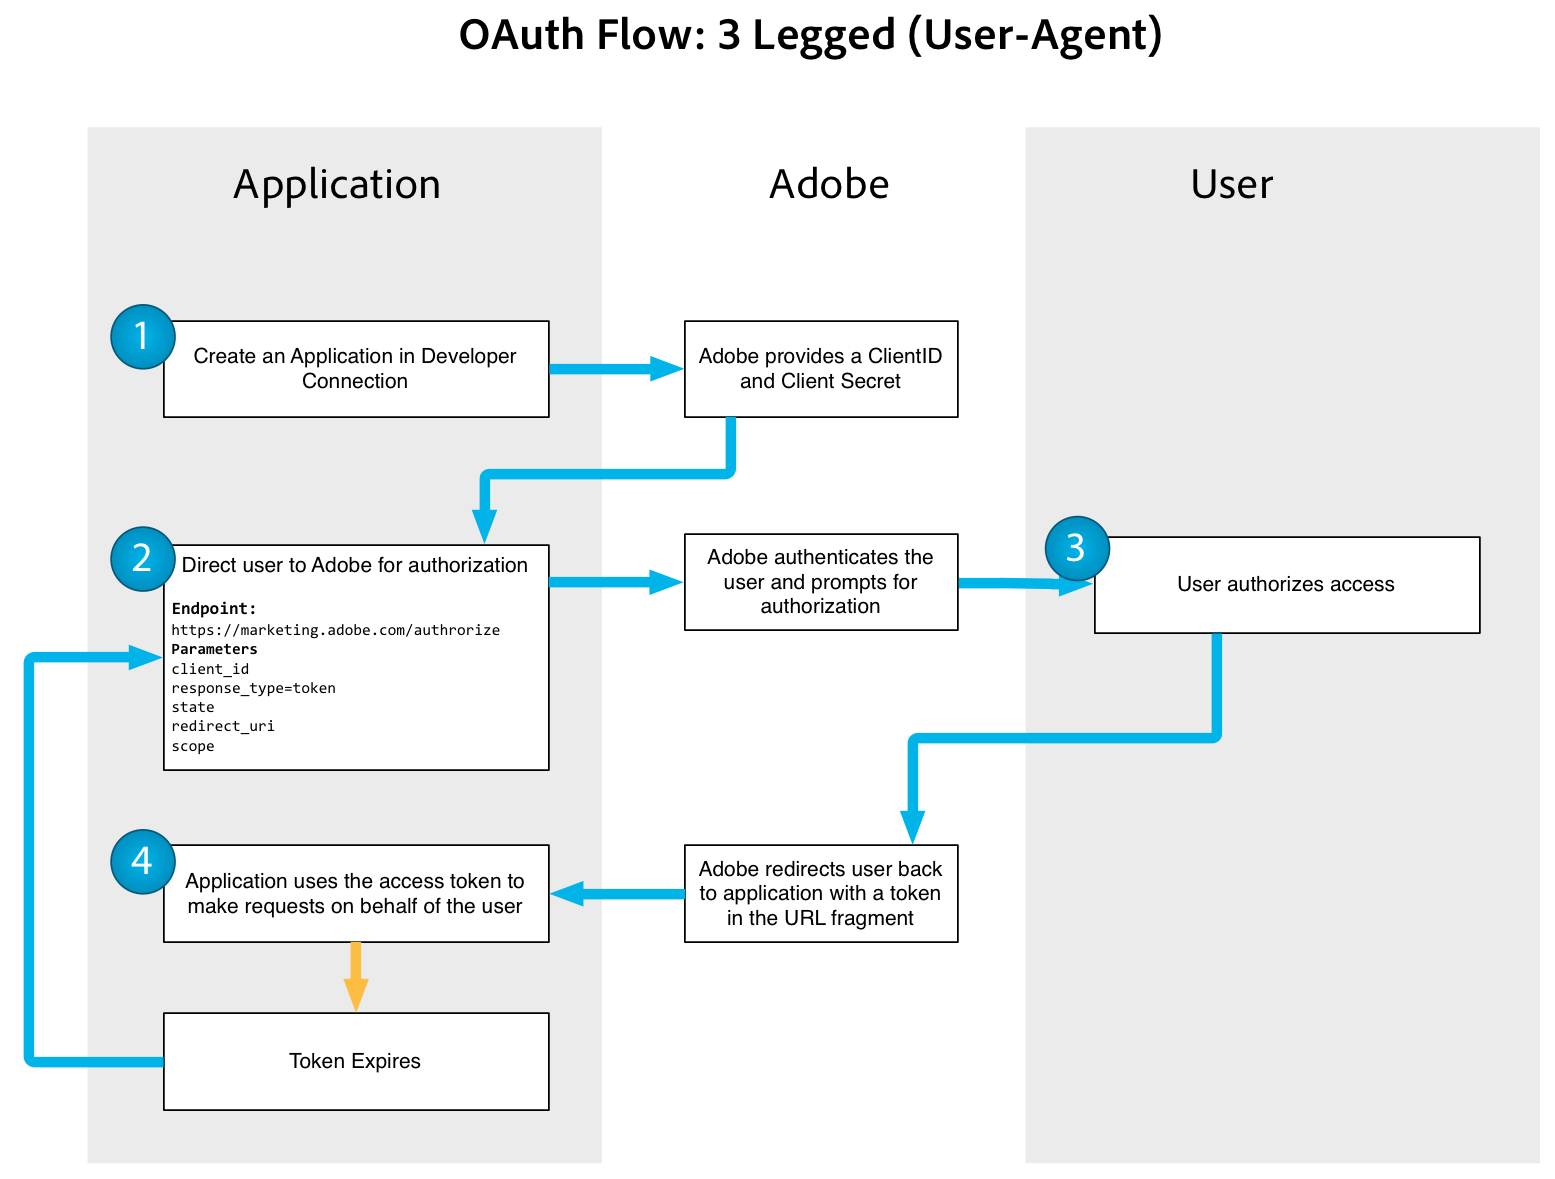 OAuth Flow: 3 Legged (User-Agent)
Application
Adobe
User
1
Create an Application in Developer
Connection
Adobe provides a ClientID
and Client Secret
2
Direct user to Adobe for authorization
Endpoint:
https://marketing.adobe.com/authrorize
Parameters
client_id
response_type=token
state
redirect_uri
scope
Adobe authenticates the
user and prompts for
authorization
3
User authorizes access
4
Application uses the access token to
make requests on behalf of the user
Adobe redirects user back
to application with a token
in the URL fragment
Token Expires